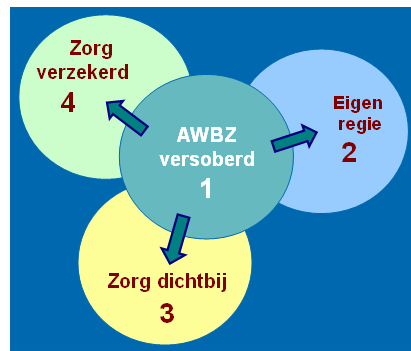 Zorg
verzekerd
4
AWBZ
versoberd
1
Eigen
regie
2
Zorg dichtbij
3